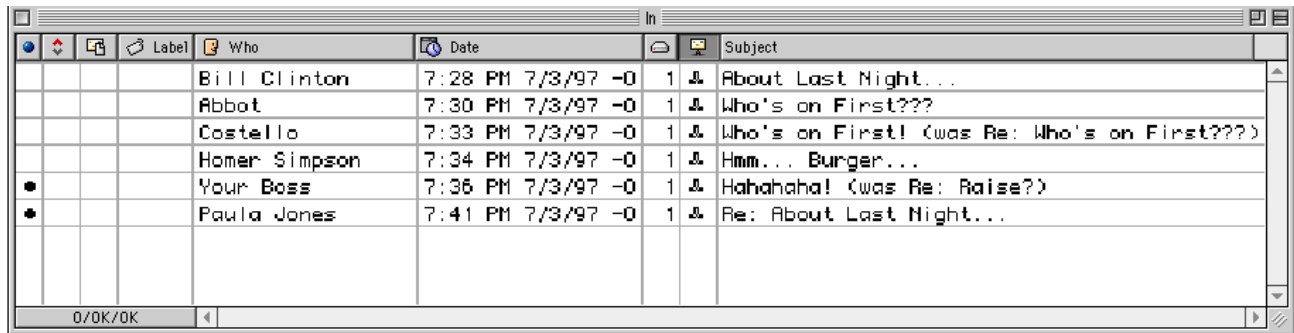 In
Label Who Date Subject
Bill Clinton 7:28 PM 7/3/97 -0 1 About Last Night...
Abbot 7:30 PM 7/3/97 -0 1 Who's on First???
Costello 7:33 PM 7/3/97 -0 1 Who's on First! (was Re: Who's on First???)
Homer Simpson 7:34 PM 7/3/97 -0 1 Hmm... Burger...
Your Boss 7:36 PM 7/3/97 -0 1 Hahahaha! (was Re: Raise?)
Paula Jones 7:41 PM 7/3/97 -0 1 Re: About Last Night...
0/0K/0K